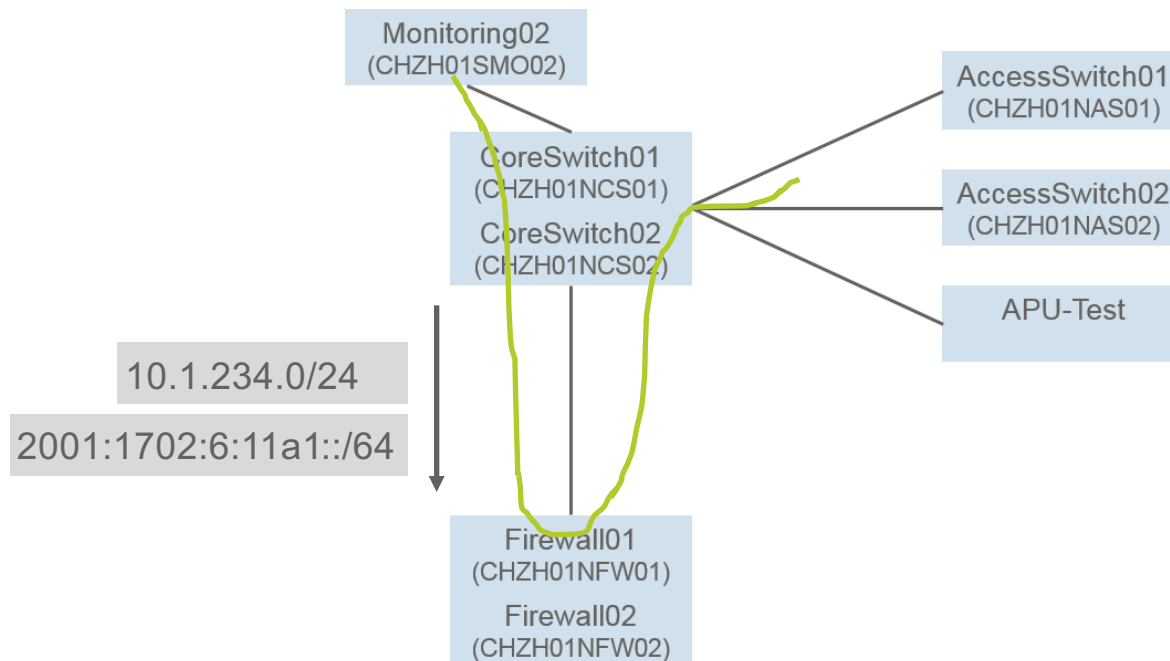 Monitoring02
(CHZH01SMO02)
CoreSwitch01
(CHZH01NCS01)
CoreSwitch02
(CHZH01NCS02)
AccessSwitch01
(CHZH01NAS01)
AccessSwitch02
(CHZH01NAS02)
APU-Test
10.1.234.0/24
2001:1702:6:11a1::/64
Firewall01
(CHZH01NFW01)
Firewall02
(CHZH01NFW02)